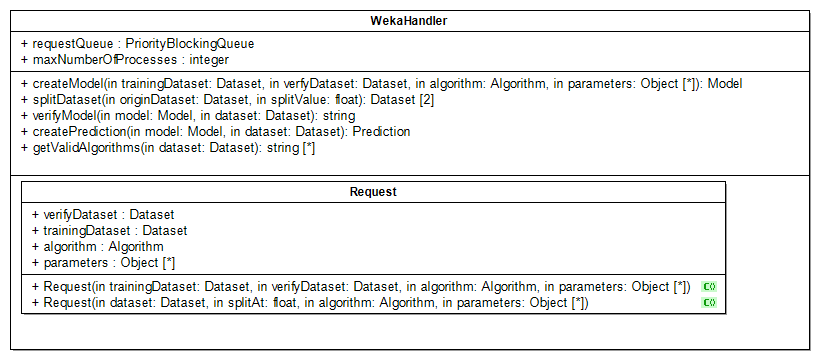 WekaHandler
+ requestQueue : PriorityBlockingQueue
+ maxNumberOfProcesses : integer
+ createModel(in trainingDataset: Dataset, in verfyDataset: Dataset, in algorithm: Algorithm, in parameters: Object [*]): Model
+ splitDataset(in originDataset: Dataset, in splitValue: float): Dataset [2]
+ verifyModel(in model: Model, in dataset: Dataset): string
+ createPrediction(in model: Model, in dataset: Dataset): Prediction
+ getValidAlgorithms(in dataset: Dataset): string [*]
Request
+ verifyDataset : Dataset
+ trainingDataset : Dataset
+ algorithm : Algorithm
+ parameters : Object [*]
+ Request(in trainingDataset: Dataset, in verifyDataset: Dataset, in algorithm: Algorithm, in parameters: Object [*]) C()
+ Request(in dataset: Dataset, in splitAt: float, in algorithm: Algorithm, in parameters: Object [*]) C()